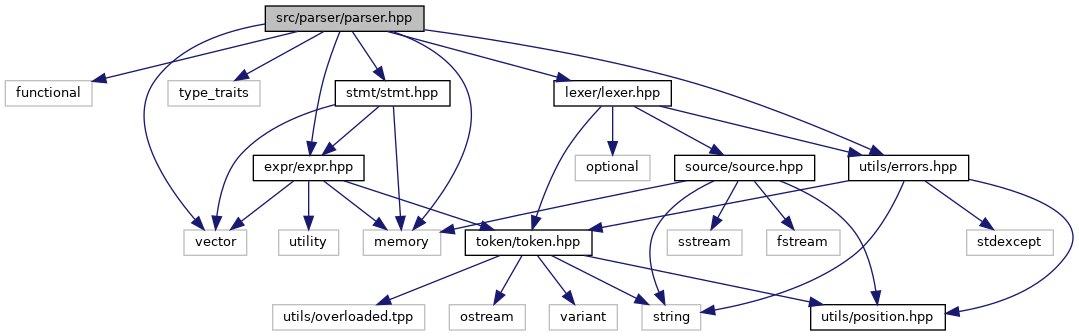 src/parser/parser.hpp
functional
type_traits
stmt/stmt.hpp
lexer/lexer.hpp
expr/expr.hpp
optional
source/source.hpp
utils/errors.hpp
vector
utility
memory
token/token.hpp
sstream
fstream
stdexcept
utils/overloaded.tpp
ostream
variant
string
utils/position.hpp